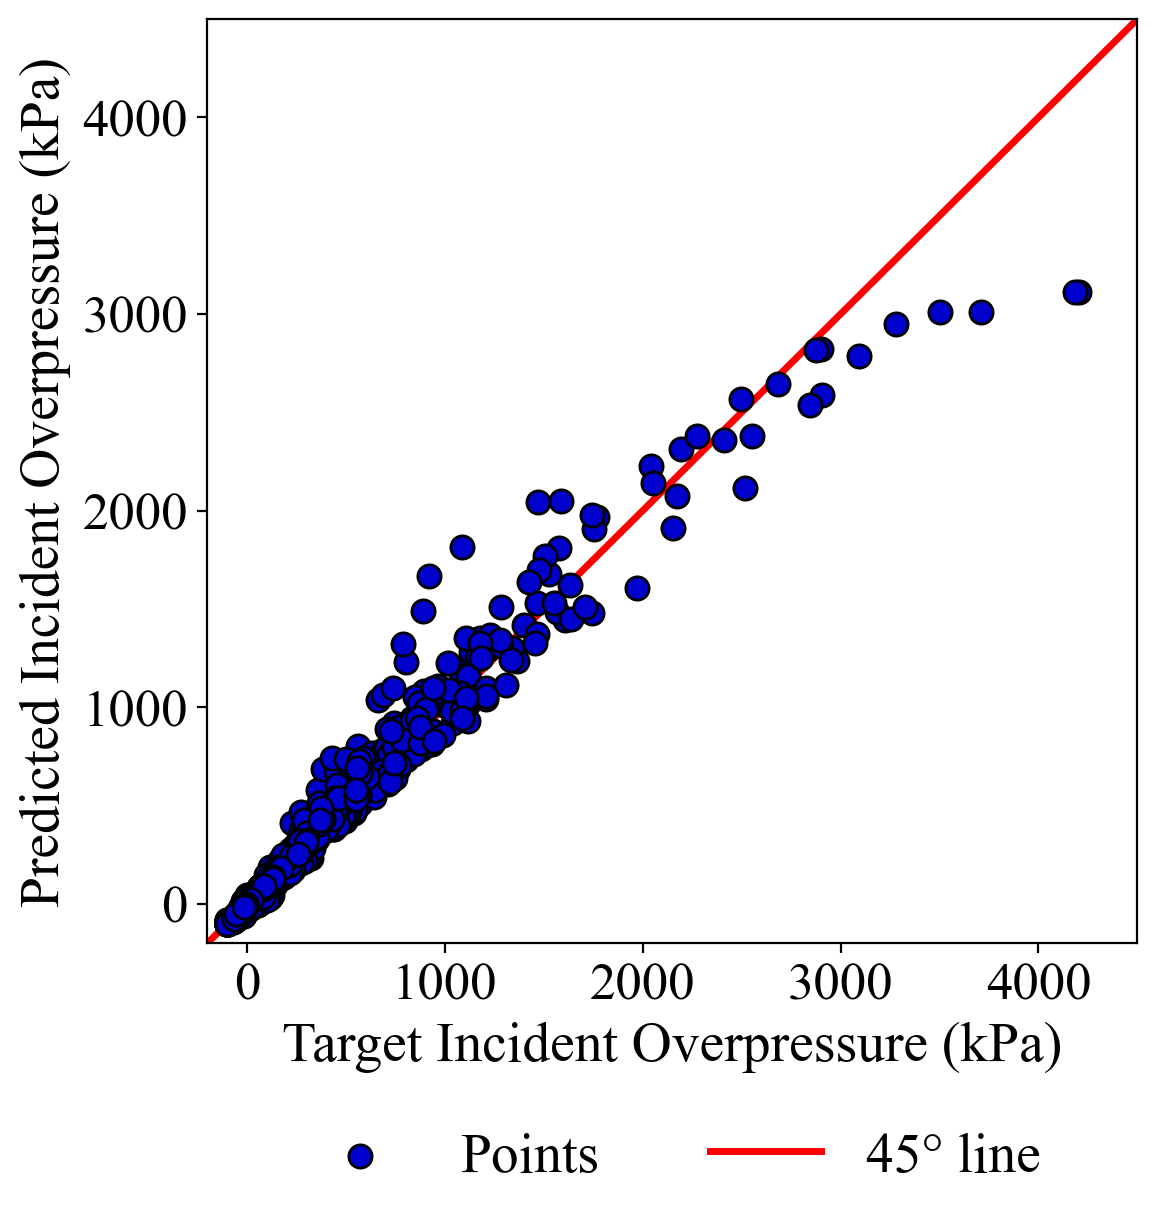 Predicted Incident Overpressure (kPa)
4000
3000
2000
1000
0
0 1000 2000 3000 4000
Target Incident Overpressure (kPa)
Points 45° line